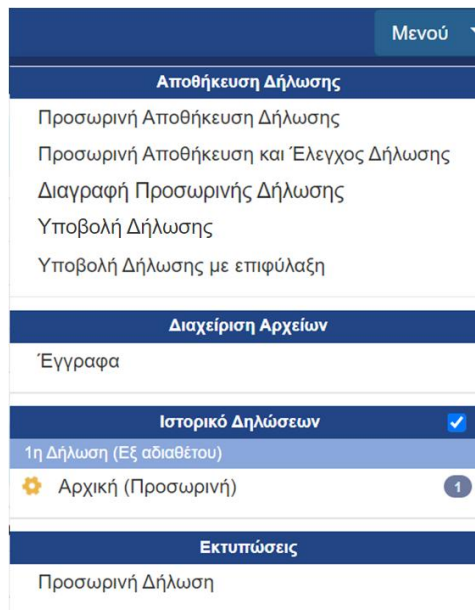 Μενού
Αποθήκευση Δήλωσης
Προσωρινή Αποθήκευση Δήλωσης
Προσωρινή Αποθήκευση και Έλεγχος Δήλωσης
Διαγραφή Προσωρινής Δήλωσης
Υποβολή Δήλωσης
Υποβολή Δήλωσης με επιφύλαξη
Διαχείριση Αρχείων
Έγγραφα
Ιστορικό Δηλώσεων
1η Δήλωση (Εξ αδιαθέτου)
Αρχική (Προσωρινή) 1
Εκτυπώσεις
Προσωρινή Δήλωση